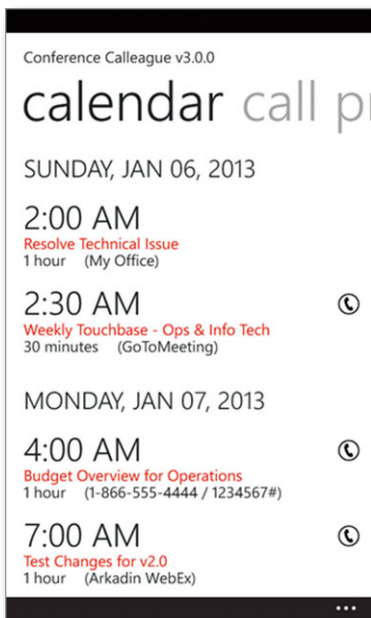 Conference Calleague v3.0.0
calendar call pr
SUNDAY, JAN 06, 2013
2:00 AM
Resolve Technical Issue
1 hour (My Office)
2:30 AM
Weekly Touchbase - Ops & Info Tech
30 minutes (GoToMeeting)
MONDAY, JAN 07, 2013
4:00 AM
Budget Overview for Operations
1 hour (1-866-555-4444 / 1234567#)
7:00 AM
Test Changes for v2.0
1 hour (Arkadin WebEx)